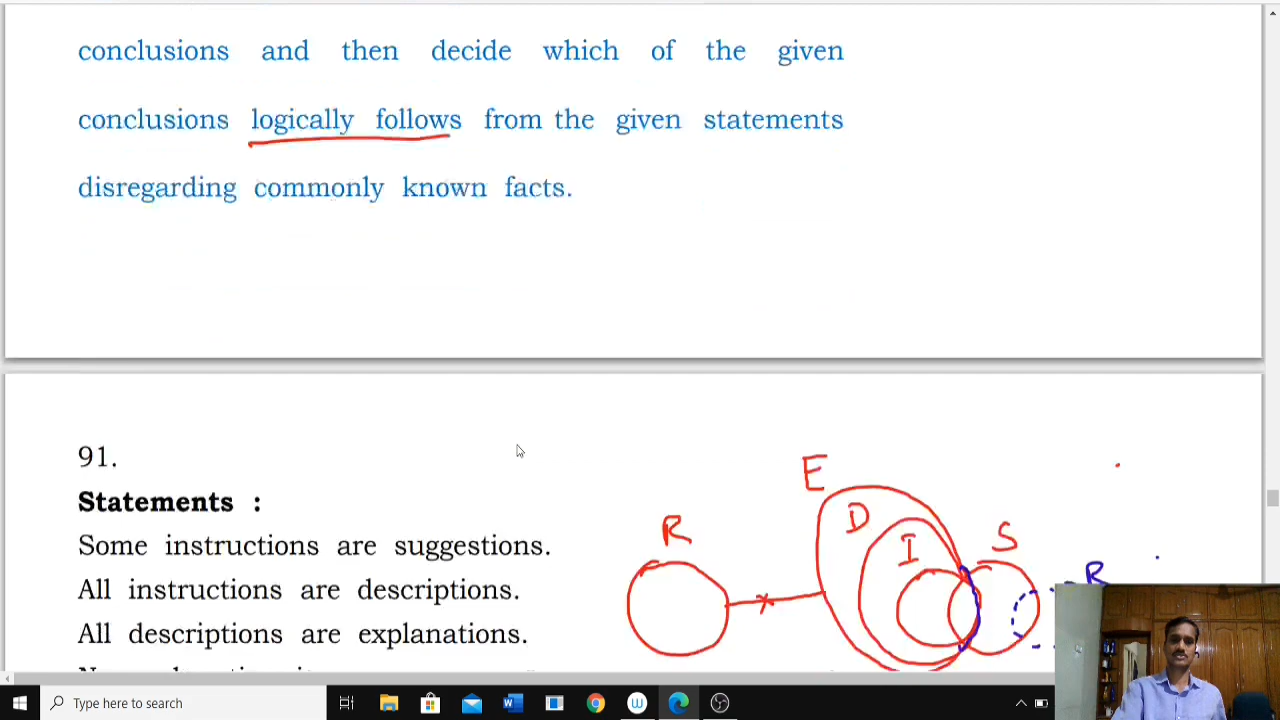 conclusions and then decide which of the given
conclusions logically follows from the given statements
disregarding commonly known facts.
91.
Statements :
Some instructions are suggestions.
All instructions are descriptions.
All descriptions are explanations.
E
D
I
R
S
R
Type here to search